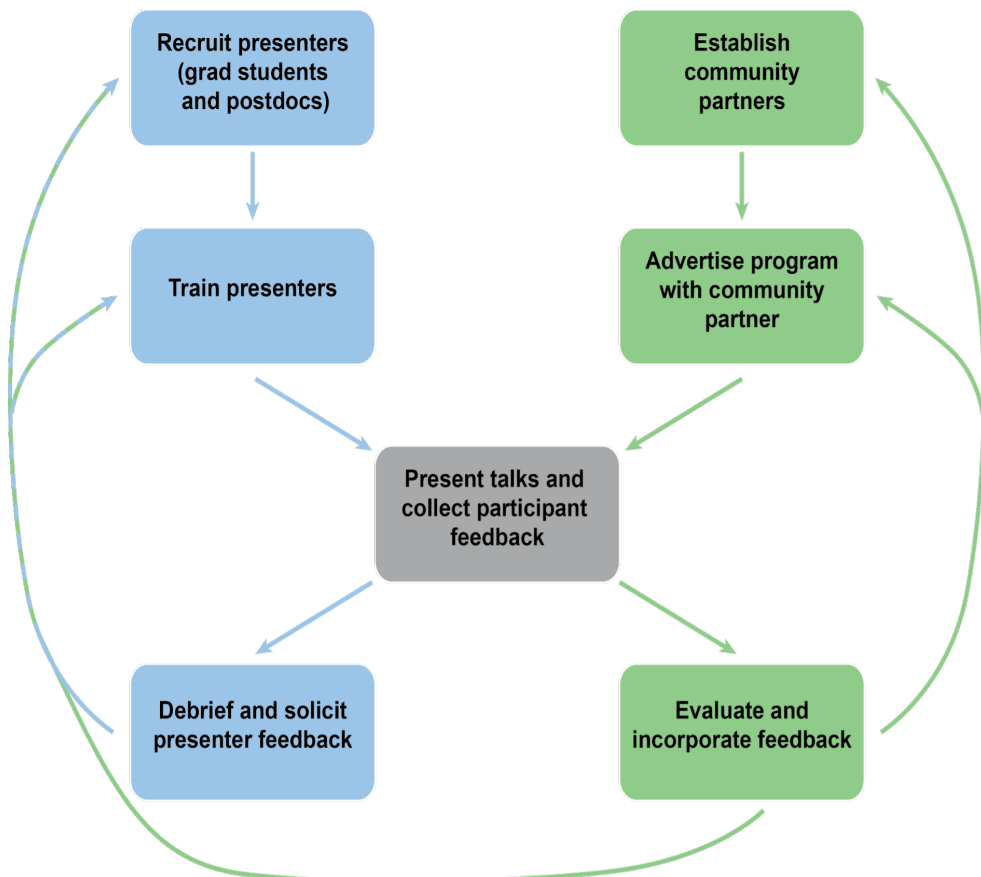 Recruit presenters
(grad students
and postdocs)
Establish
community
partners
Train presenters
Advertise program
with community
partner
Present talks and
collect participant
feedback
Debrief and solicit
presenter feedback
Evaluate and
incorporate feedback